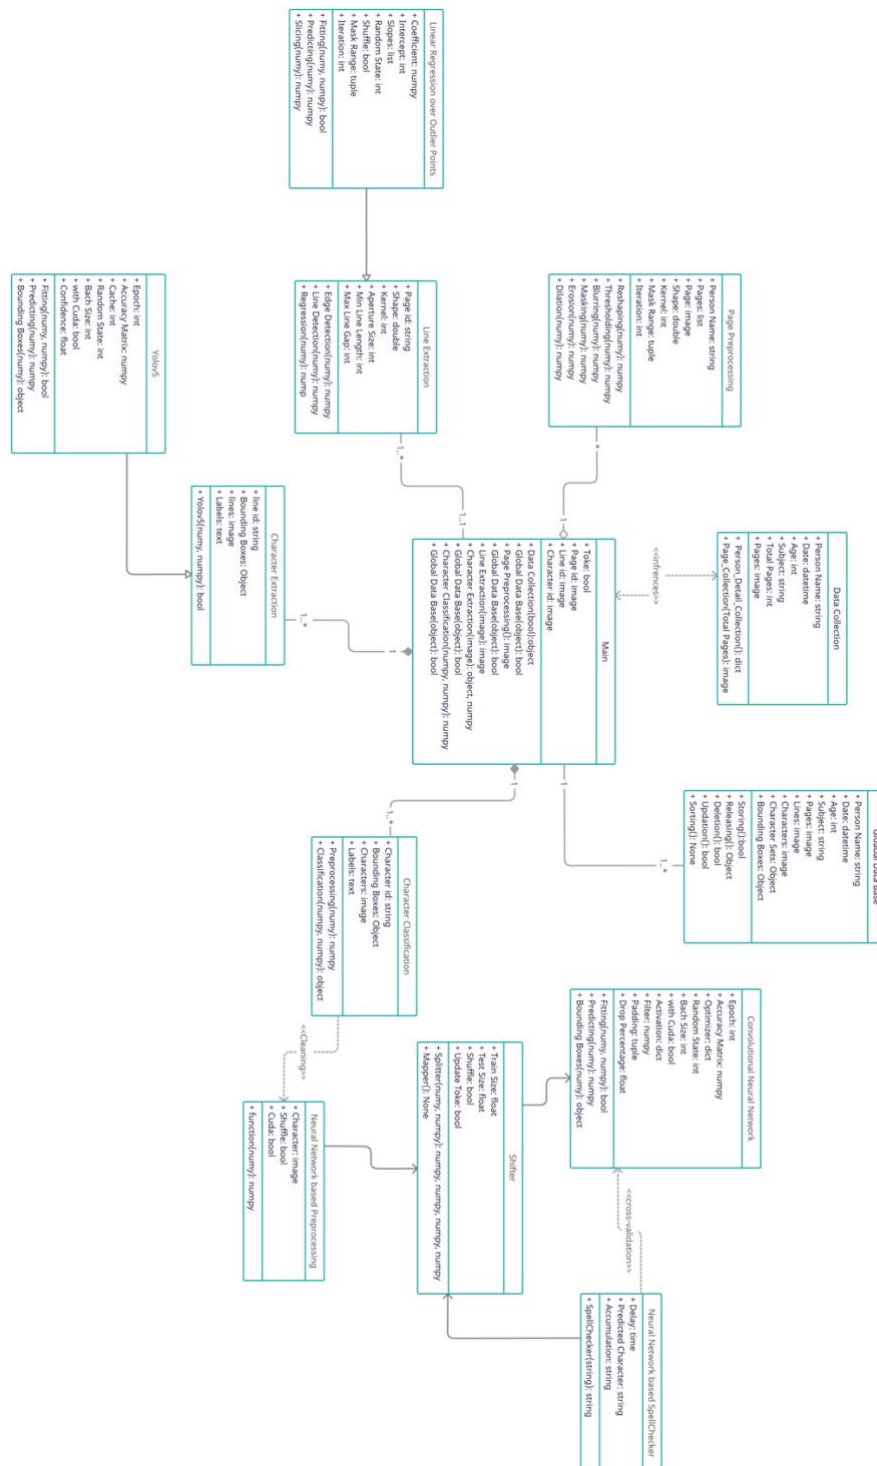 Linear Regression over Outlier Points
+ Coefficient: numpy
+ Intercept: int
+ Slopes: list
+ Random State: int
+ Shuffle: bool
+ Mask Range: tuple
+ Iteration: int
+ Fitting(numy, numpy): bool
+ Predicting(numy): numpy
+ Slicing(numy): numpy
Line Extraction
+ Page id: string
+ Shape: double
+ Kernel: int
+ Aperture Size: int
+ Min Line Length: int
+ Max Line Gap: int
+ Edge Detection(numy): numpy
+ Line Detection(numy): numpy
+ Regression(numy): nump
Yolov5
+ Epoch: int
+ Accuracy Matrix: numpy
+ Cache: int
+ Random State: int
+ Bach Size: int
+ with Cuda: bool
+ Confidence: float
+ Fitting(numy, numpy): bool
+ Predicting(numy): numpy
+ Bounding Boxes(numy): object
Page Preprocessing
+ Person Name: string
+ Pages: list
+ Page: image
+ Shape: double
+ Kernel: int
+ Mask Range: tuple
+ Iteration: int
+ Reshaping(numy): numpy
+ Thresholding(numy): numpy
+ Blurring(numy): numpy
+ Masking(numy): numpy
+ Erosion(numy): numpy
+ Dilation(numy): numpy
Character Extraction
+ line id: string
+ Bounding Boxes: Object
+ lines: image
+ Labels: text
+ Yolov5(numy, numpy): bool
Data Collection
+ Person Name: string
+ Date: datetime
+ Age: int
+ Subject: string
+ Total Pages: int
+ Pages: image
+ Person_Detail_Collection(): dict
+ Page_Collection(Total Pages): image
<<infrences>>
Main
+ Toke: bool
+ Page id: image
+ Line id: image
+ Character id: image
+ Data Collection(bool):object
+ Global Data Base(object): bool
+ Page Preprocessing(): image
+ Global Data Base(object): bool
+ Line Extraction(image): image
+ Character Extraction(image): object, numpy
+ Global Data Base(object): bool
+ Character Classification(numpy, numpy): numpy
+ Global Data Base(object): bool
*
1
1..*
1..1
1..*
1
1
1..*
1
1..*
Global Data Base
+ Person Name: string
+ Date: datetime
+ Age: int
+ Subject: string
+ Pages: image
+ Lines: image
+ Characters: image
+ Character Sets: Object
+ Bounding Boxes: Object
+ Storing():bool
+ Releasing(): Object
+ Deletion(): bool
+ Updation(): bool
+ Sorting(): None
Character Classification
+ Character id: string
+ Bounding Boxes: Object
+ Characters: image
+ Labels: text
+ Preprocessing(numy): numpy
+ Classification(numpy, numpy): object
<<Cleaning>>
Convolutional Neural Network
+ Epoch: int
+ Accuracy Matrix: numpy
+ Optimizer: dict
+ Random State: int
+ Bach Size: int
+ with Cuda: bool
+ Activation: dict
+ Filter: numpy
+ Padding: tuple
+ Drop Percentage: float
+ Fitting(numy, numpy): bool
+ Predicting(numy): numpy
+ Bounding Boxes(numy): object
Shifter
+ Train Size: float
+ Test Size: float
+ Shuffle: bool
+ Update Toke: bool
+ Splitter(numy, numpy): numpy, numpy, numpy, numpy
+ Mapper(): None
Neural Network based Preprocessing
+ Character: image
+ Shuffle: bool
+ Cuda: bool
+ function(numy): numpy
<<cross-validation>>
Neural Network based SpellChecker
+ Delay: time
+ Predicted Character: string
+ Accumulation: string
+ SpellChecker(string): string